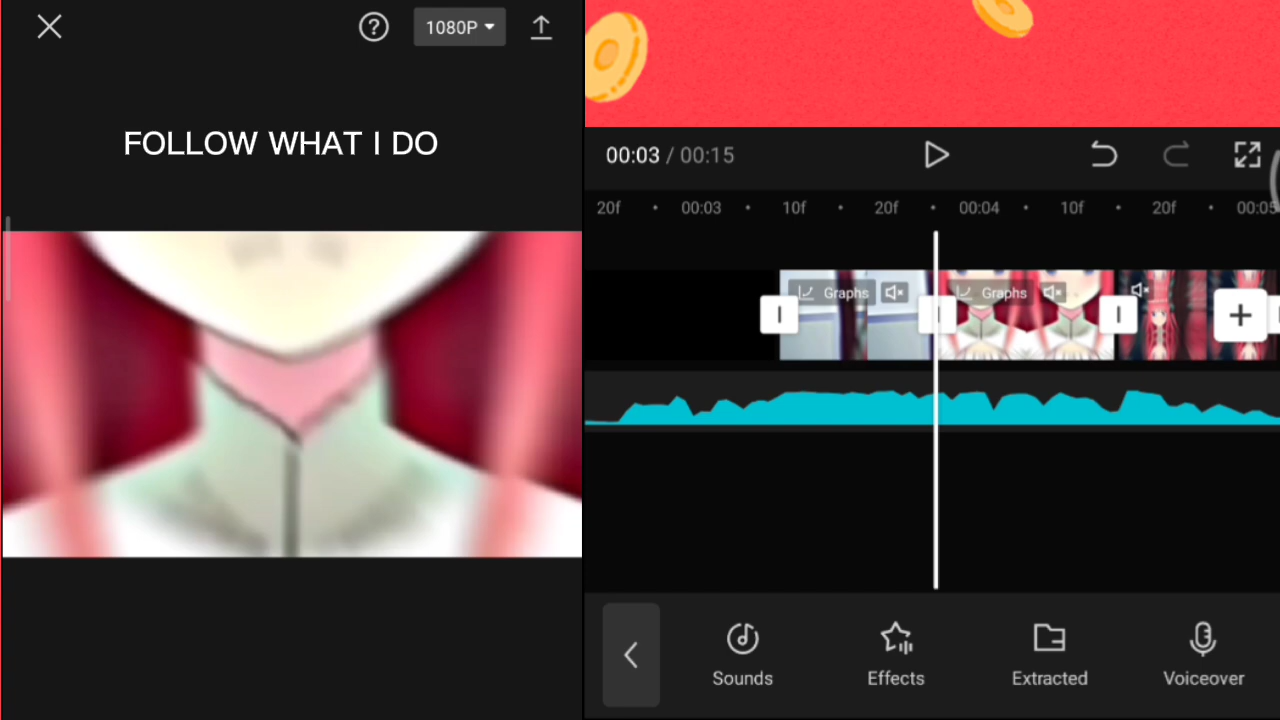 1080P
FOLLOW WHAT I DO
00:03 / 00:15
20f 00:03 10f 20f 00:04 10f 20f 00:05
Graphs
Graphs
Sounds
Effects
Extracted
Voiceover